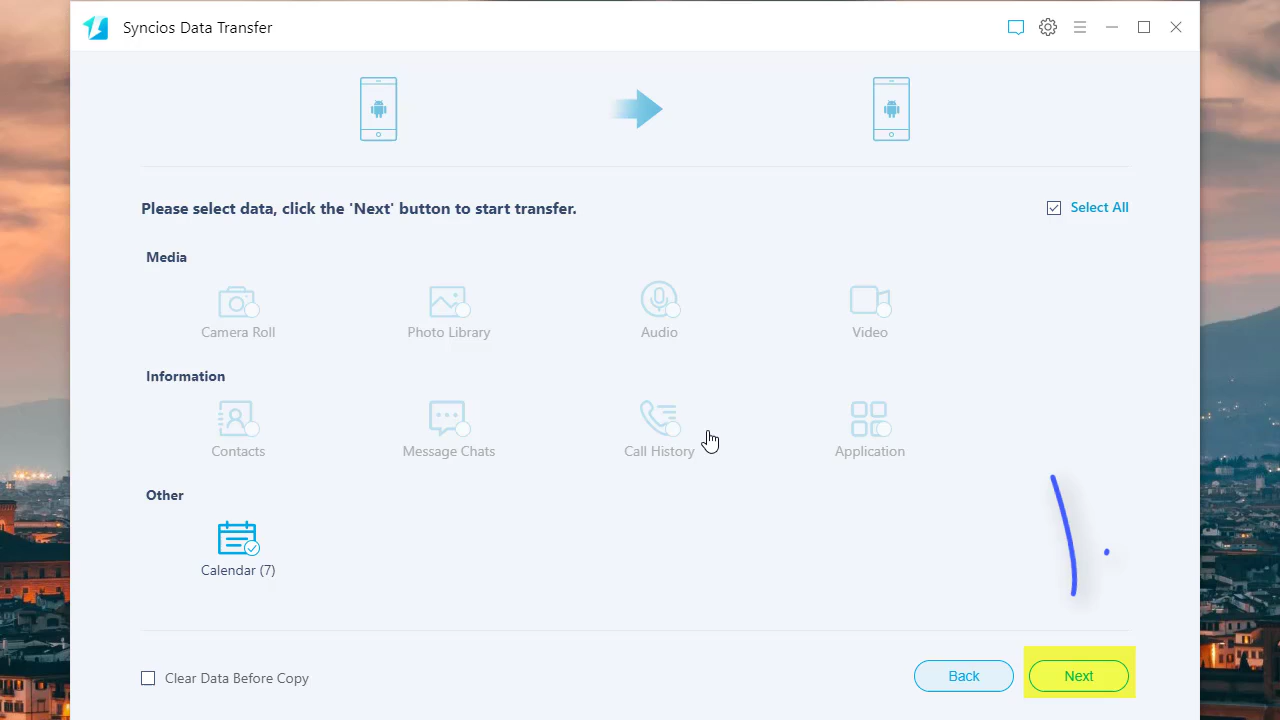 Syncios Data Transfer
Please select data, click the 'Next' button to start transfer.
Select All
Media
Camera Roll
Photo Library
Audio
Video
Information
Contacts
Message Chats
Call History
Application
Other
Calendar (7)
Clear Data Before Copy
Back
Next